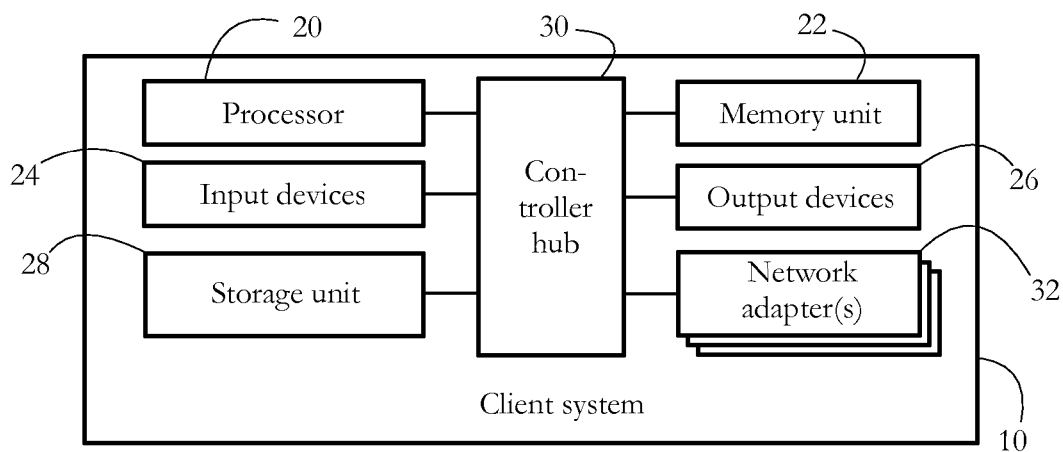 20
30
22
Processor
Memory unit
24
Input devices
Con-
troller
hub
Output devices
26
28
Storage unit
Network
adapter(s)
32
Client system
10